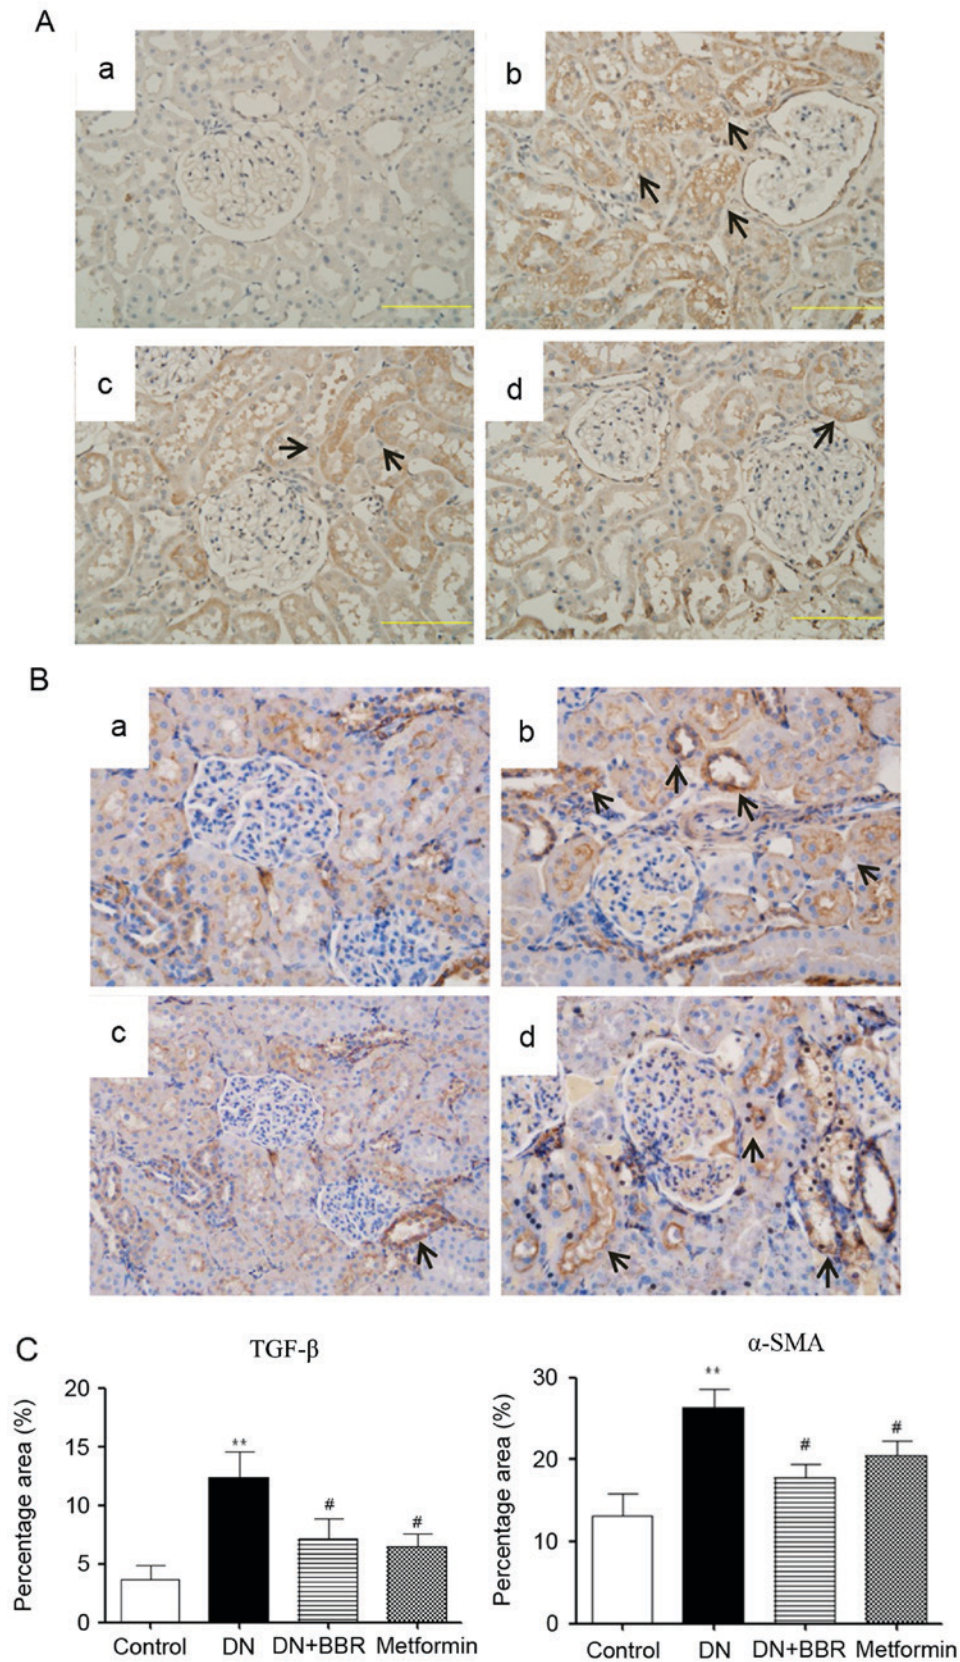 A
a
b
c
d
B
a
b
c
d
C
TGF-β
Percentage area (%)
20
15
10
5
0
**
#
#
Control
DN
DN+BBR
Metformin
α-SMA
Percentage area (%)
30
20
10
0
**
#
#
Control
DN
DN+BBR
Metformin